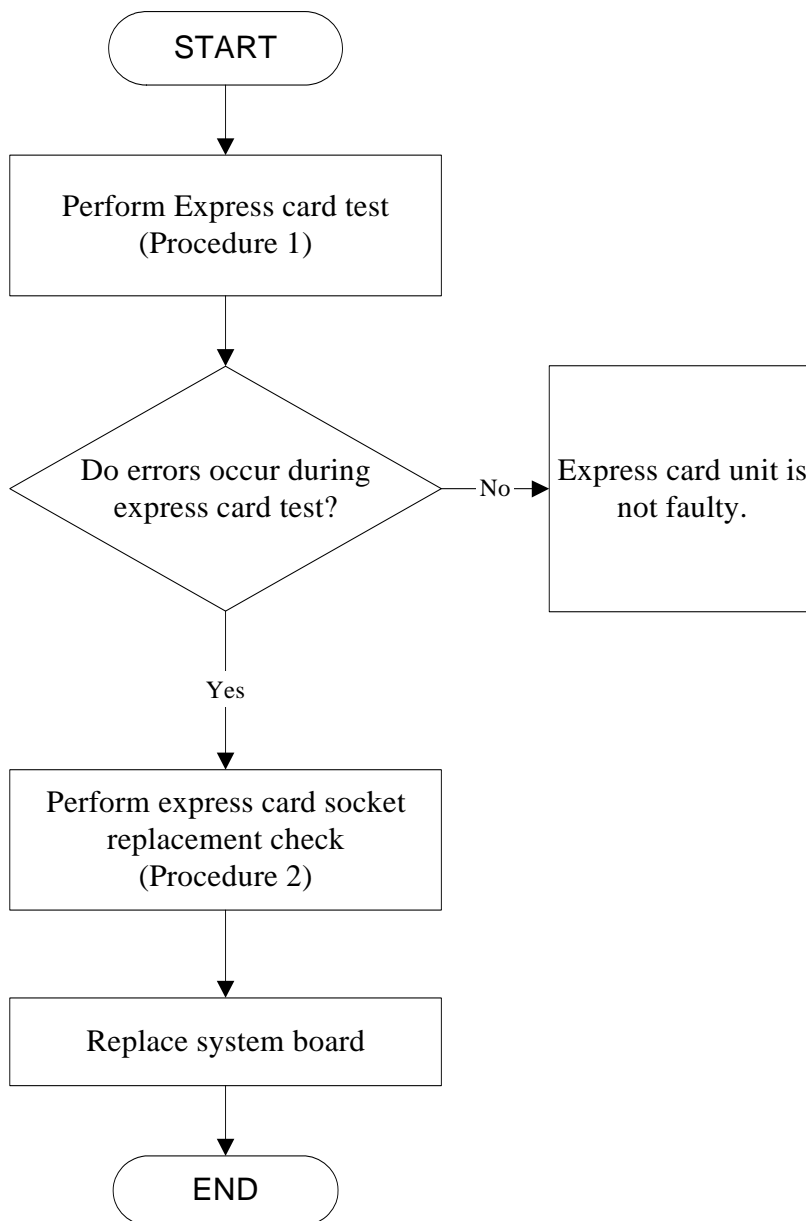 START
Perform Express card test
(Procedure 1)
Do errors occur during
express card test?
No
Express card unit is
not faulty.
Yes
Perform express card socket
replacement check
(Procedure 2)
Replace system board
END